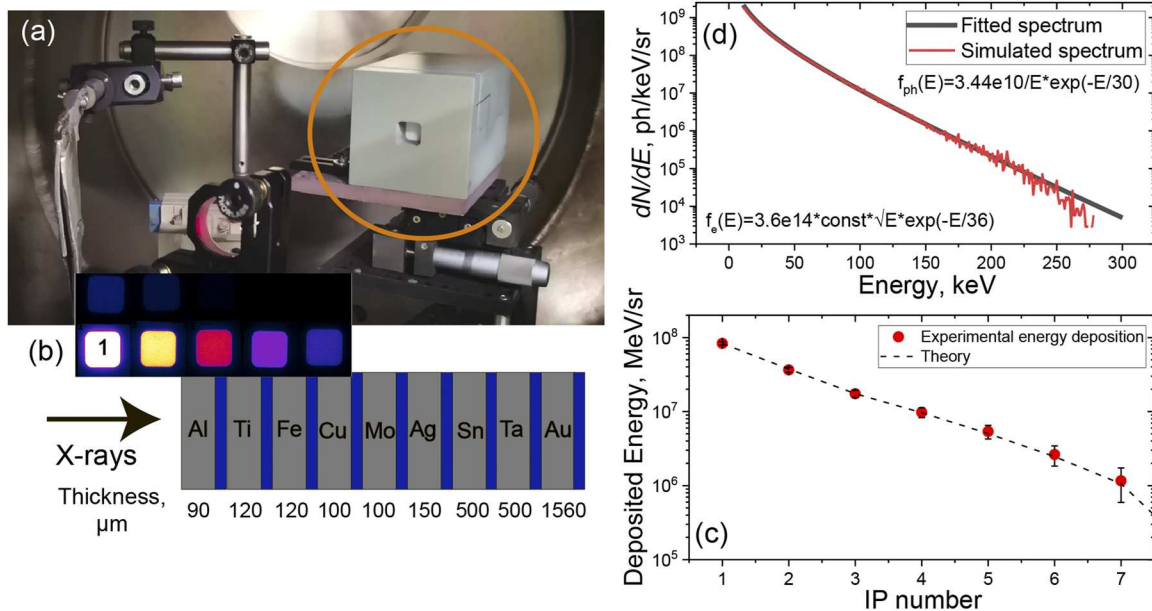 (a)
(b)
1
Al Ti Fe Cu Mo Ag Sn Ta Au
X-rays
Thickness,
μm
90 120 120 100 100 150 500 500 1560
(d)
dN/dE, ph/keV/sr
10⁹
10⁸
10⁷
10⁶
10⁵
10⁴
10³
Fitted spectrum
Simulated spectrum
f_ph(E)=3.44e10/E*exp(-E/30)
f_e(E)=3.6e14*const*√E*exp(-E/36)
0 50 100 150 200 250 300
Energy, keV
Deposited Energy, MeV/sr
10⁸
10⁷
10⁶
10⁵
Experimental energy deposition
Theory
(c)
1 2 3 4 5 6 7
IP number